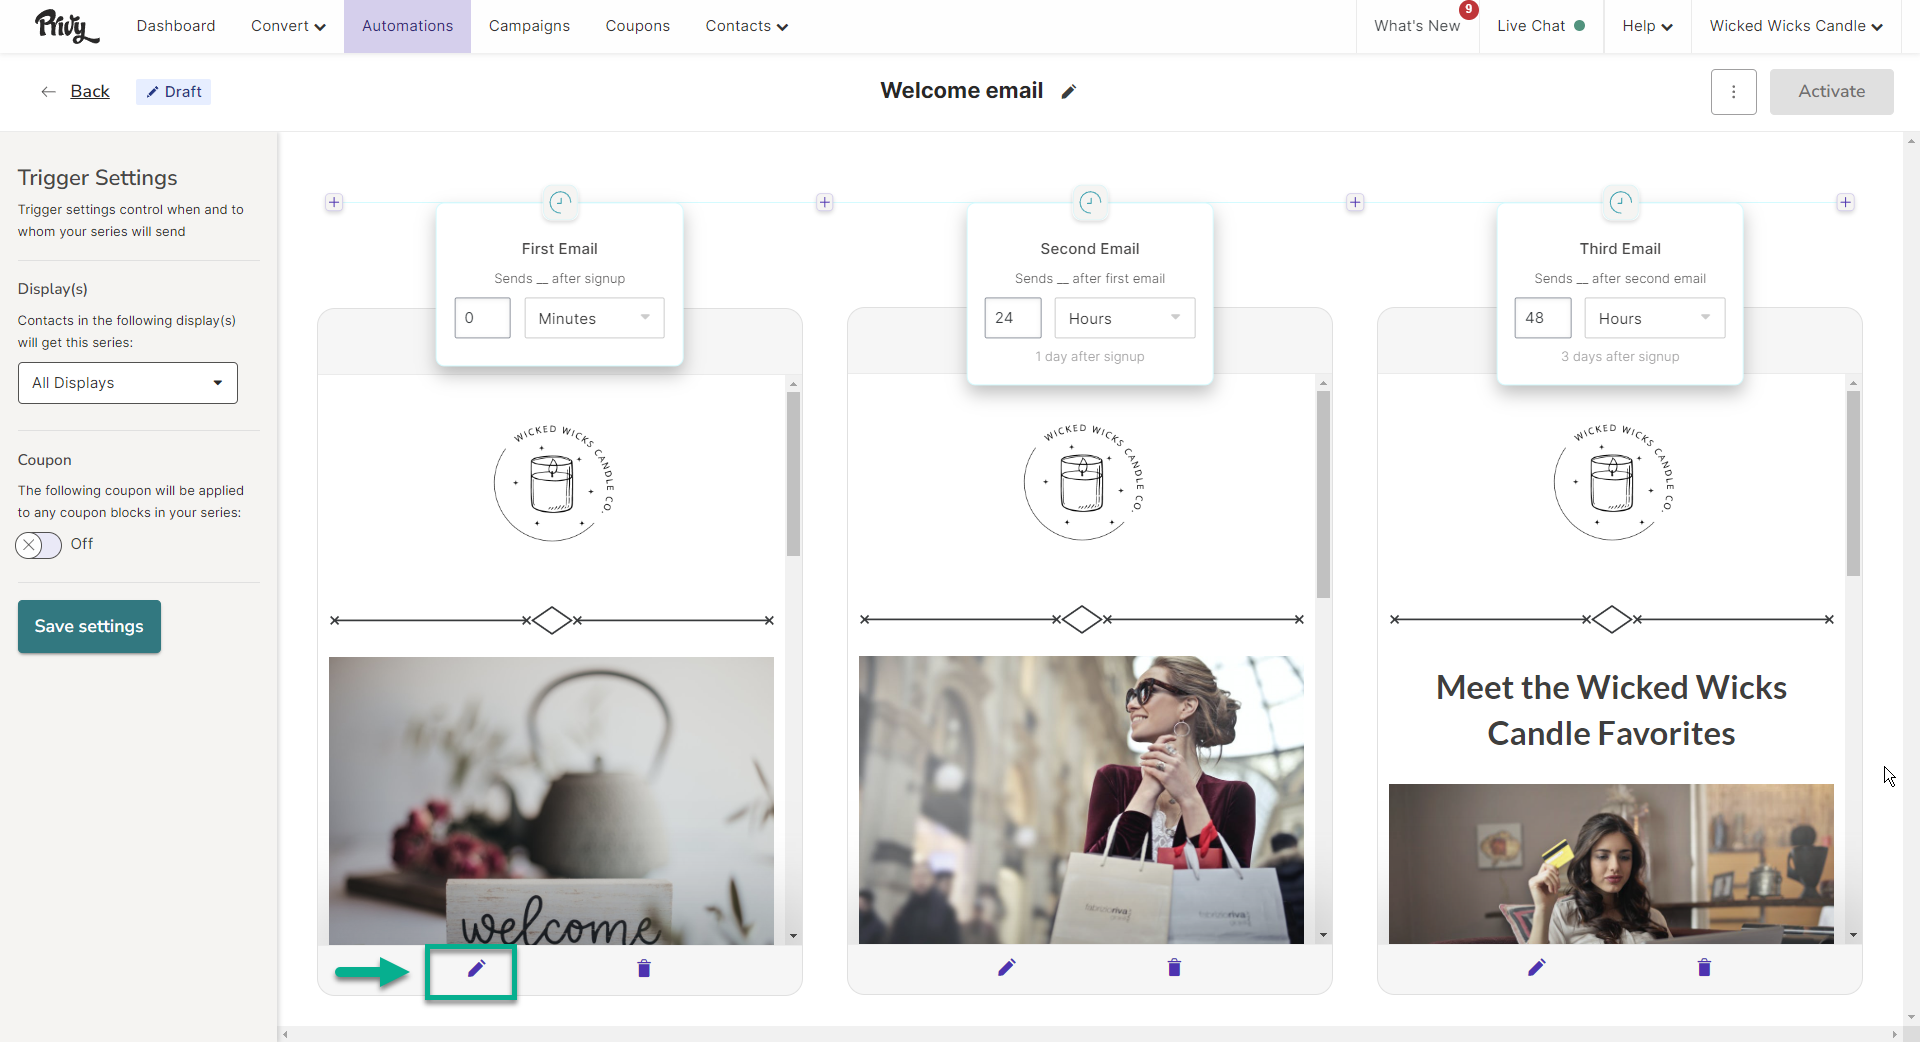 Privy
Dashboard
Convert
Automations
Campaigns
Coupons
Contacts
What's New
9
Live Chat
Help
Wicked Wicks Candle
Back
Draft
Welcome email
Activate
Trigger Settings
Trigger settings control when and to
whom your series will send
Display(s)
Contacts in the following display(s)
will get this series:
All Displays
Coupon
The following coupon will be applied
to any coupon blocks in your series:
Off
Save settings
First Email
Sends __ after signup
0
Minutes
WICKED WICKS CANDLE CO.
welcome
Second Email
Sends __ after first email
24
Hours
1 day after signup
WICKED WICKS CANDLE CO.
fabrizioriva
fabrizioriva
Third Email
Sends __ after second email
48
Hours
3 days after signup
WICKED WICKS CANDLE CO.
Meet the Wicked Wicks
Candle Favorites